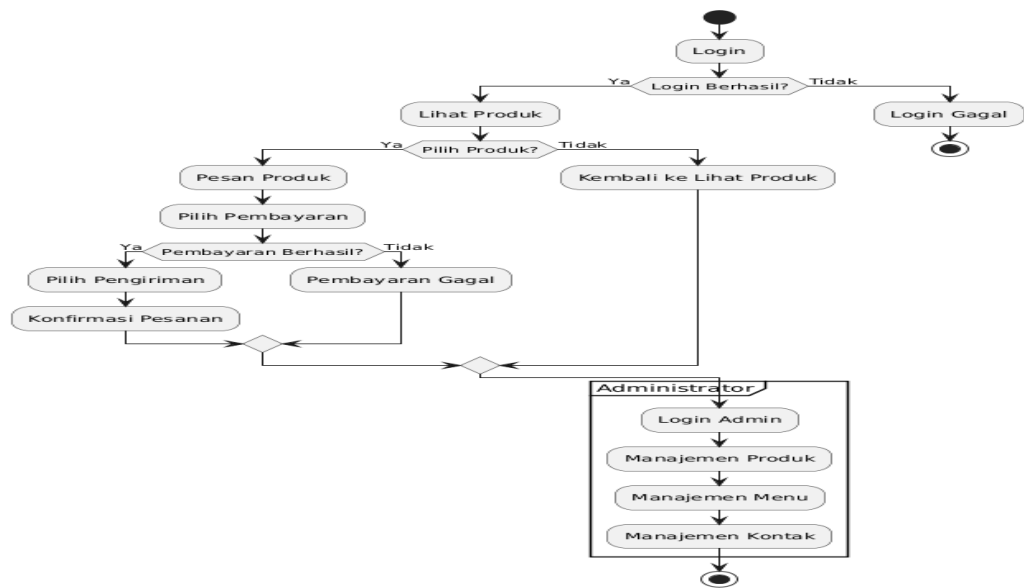 Login
Ya
Login Berhasil?
Tidak
Lihat Produk
Login Gagal
Ya
Pilih Produk?
Tidak
Pesan Produk
Kembali ke Lihat Produk
Pilih Pembayaran
Ya
Pembayaran Berhasil?
Tidak
Pilih Pengiriman
Pembayaran Gagal
Konfirmasi Pesanan
Administrator
Login Admin
Manajemen Produk
Manajemen Menu
Manajemen Kontak